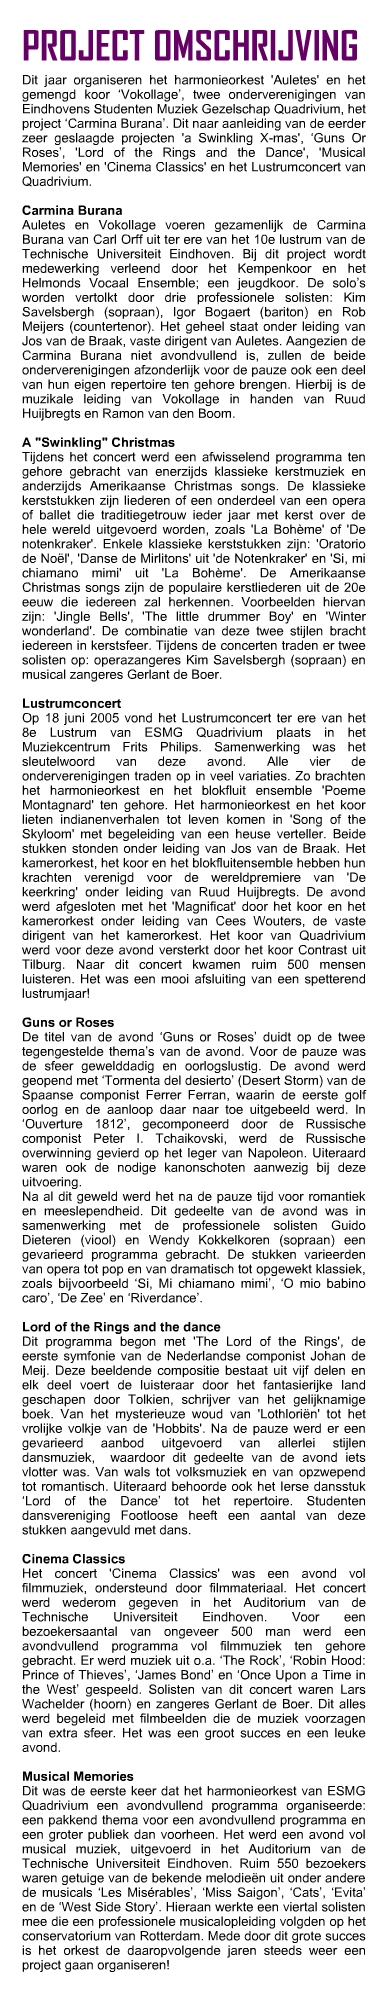 PROJECT OMSCHRIJVING
Dit jaar organiseren het harmonieorkest 'Auletes' en het
gemengd koor ‘Vokollage’, twee onderverenigingen van
Eindhovens Studenten Muziek Gezelschap Quadrivium, het
project ‘Carmina Burana’. Dit naar aanleiding van de eerder
zeer geslaagde projecten 'a Swinkling X-mas', ‘Guns Or
Roses’, 'Lord of the Rings and the Dance', 'Musical
Memories' en 'Cinema Classics' en het Lustrumconcert van
Quadrivium.
Carmina Burana
Auletes en Vokollage voeren gezamenlijk de Carmina
Burana van Carl Orff uit ter ere van het 10e lustrum van de
Technische Universiteit Eindhoven. Bij dit project wordt
medewerking verleend door het Kempenkoor en het
Helmonds Vocaal Ensemble; een jeugdkoor. De solo’s
worden vertolkt door drie professionele solisten: Kim
Savelsbergh (sopraan), Igor Bogaert (bariton) en Rob
Meijers (countertenor). Het geheel staat onder leiding van
Jos van de Braak, vaste dirigent van Auletes. Aangezien de
Carmina Burana niet avondvullend is, zullen de beide
onderverenigingen afzonderlijk voor de pauze ook een deel
van hun eigen repertoire ten gehore brengen. Hierbij is de
muzikale leiding van Vokollage in handen van Ruud
Huijbregts en Ramon van den Boom.
A "Swinkling" Christmas
Tijdens het concert werd een afwisselend programma ten
gehore gebracht van enerzijds klassieke kerstmuziek en
anderzijds Amerikaanse Christmas songs. De klassieke
kerststukken zijn liederen of een onderdeel van een opera
of ballet die traditiegetrouw ieder jaar met kerst over de
hele wereld uitgevoerd worden, zoals 'La Bohème' of 'De
notenkraker'. Enkele klassieke kerststukken zijn: 'Oratorio
de Noël', 'Danse de Mirlitons' uit 'de Notenkraker' en 'Si, mi
chiamano mimi' uit 'La Bohème'. De Amerikaanse
Christmas songs zijn de populaire kerstliederen uit de 20e
eeuw die iedereen zal herkennen. Voorbeelden hiervan
zijn: 'Jingle Bells', 'The little drummer Boy' en 'Winter
wonderland'. De combinatie van deze twee stijlen bracht
iedereen in kerstsfeer. Tijdens de concerten traden er twee
solisten op: operazangeres Kim Savelsbergh (sopraan) en
musical zangeres Gerlant de Boer.
Lustrumconcert
Op 18 juni 2005 vond het Lustrumconcert ter ere van het
8e Lustrum van ESMG Quadrivium plaats in het
Muziekcentrum Frits Philips. Samenwerking was het
sleutelwoord van deze avond. Alle vier de
onderverenigingen traden op in veel variaties. Zo brachten
het harmonieorkest en het blokfluit ensemble 'Poeme
Montagnard' ten gehore. Het harmonieorkest en het koor
lieten indianenverhalen tot leven komen in 'Song of the
Skyloom' met begeleiding van een heuse verteller. Beide
stukken stonden onder leiding van Jos van de Braak. Het
kamerorkest, het koor en het blokfluitensemble hebben hun
krachten verenigd voor de wereldpremiere van 'De
keerkring' onder leiding van Ruud Huijbregts. De avond
werd afgesloten met het 'Magnificat' door het koor en het
kamerorkest onder leiding van Cees Wouters, de vaste
dirigent van het kamerorkest. Het koor van Quadrivium
werd voor deze avond versterkt door het koor Contrast uit
Tilburg. Naar dit concert kwamen ruim 500 mensen
luisteren. Het was een mooi afsluiting van een spetterend
lustrumjaar!
Guns or Roses
De titel van de avond ‘Guns or Roses’ duidt op de twee
tegengestelde thema’s van de avond. Voor de pauze was
de sfeer gewelddadig en oorlogslustig. De avond werd
geopend met ‘Tormenta del desierto’ (Desert Storm) van de
Spaanse componist Ferrer Ferran, waarin de eerste golf
oorlog en de aanloop daar naar toe uitgebeeld werd. In
‘Ouverture 1812’, gecomponeerd door de Russische
componist Peter I. Tchaikovski, werd de Russische
overwinning gevierd op het leger van Napoleon. Uiteraard
waren ook de nodige kanonschoten aanwezig bij deze
uitvoering.
Na al dit geweld werd het na de pauze tijd voor romantiek
en meeslependheid. Dit gedeelte van de avond was in
samenwerking met de professionele solisten Guido
Dieteren (viool) en Wendy Kokkelkoren (sopraan) een
gevarieerd programma gebracht. De stukken varieerden
van opera tot pop en van dramatisch tot opgewekt klassiek,
zoals bijvoorbeeld ‘Si, Mi chiamano mimi’, ‘O mio babino
caro’, ‘De Zee’ en ‘Riverdance’.
Lord of the Rings and the dance
Dit programma begon met 'The Lord of the Rings', de
eerste symfonie van de Nederlandse componist Johan de
Meij. Deze beeldende compositie bestaat uit vijf delen en
elk deel voert de luisteraar door het fantasierijke land
geschapen door Tolkien, schrijver van het gelijknamige
boek. Van het mysterieuze woud van 'Lothloriën' tot het
vrolijke volkje van de 'Hobbits'. Na de pauze werd er een
gevarieerd aanbod uitgevoerd van allerlei stijlen
dansmuziek, waardoor dit gedeelte van de avond iets
vlotter was. Van wals tot volksmuziek en van opzwepend
tot romantisch. Uiteraard behoorde ook het Ierse dansstuk
‘Lord of the Dance’ tot het repertoire. Studenten
dansvereniging Footloose heeft een aantal van deze
stukken aangevuld met dans.
Cinema Classics
Het concert 'Cinema Classics' was een avond vol
filmmuziek, ondersteund door filmmateriaal. Het concert
werd wederom gegeven in het Auditorium van de
Technische Universiteit Eindhoven. Voor een
bezoekersaantal van ongeveer 500 man werd een
avondvullend programma vol filmmuziek ten gehore
gebracht. Er werd muziek uit o.a. ‘The Rock’, ‘Robin Hood:
Prince of Thieves’, ‘James Bond’ en ‘Once Upon a Time in
the West’ gespeeld. Solisten van dit concert waren Lars
Wachelder (hoorn) en zangeres Gerlant de Boer. Dit alles
werd begeleid met filmbeelden die de muziek voorzagen
van extra sfeer. Het was een groot succes en een leuke
avond.
Musical Memories
Dit was de eerste keer dat het harmonieorkest van ESMG
Quadrivium een avondvullend programma organiseerde:
een pakkend thema voor een avondvullend programma en
een groter publiek dan voorheen. Het werd een avond vol
musical muziek, uitgevoerd in het Auditorium van de
Technische Universiteit Eindhoven. Ruim 550 bezoekers
waren getuige van de bekende melodieën uit onder andere
de musicals ‘Les Misérables’, ‘Miss Saigon’, ‘Cats’, ‘Evita’
en de ‘West Side Story’. Hieraan werkte een viertal solisten
mee die een professionele musicalopleiding volgden op het
conservatorium van Rotterdam. Mede door dit grote succes
is het orkest de daaropvolgende jaren steeds weer een
project gaan organiseren!